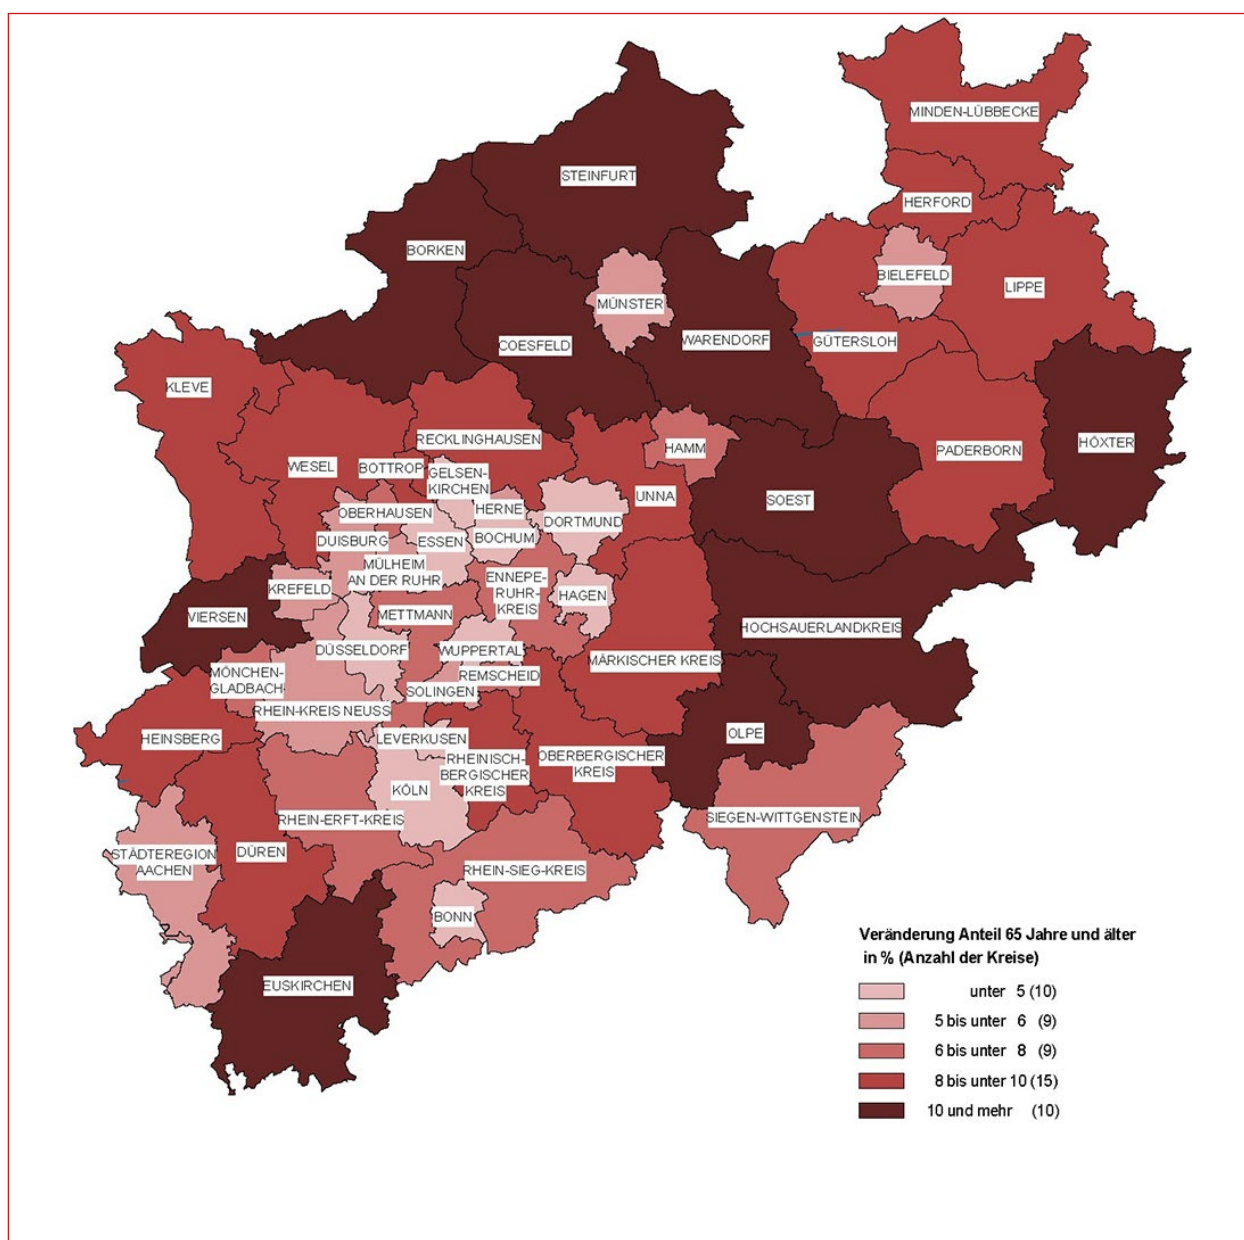 MINDEN-LÜBBECKE
STEINFURT
HERFORD
BORKEN
BIELEFELD
LIPPE
MÜNSTER
WARENDORF
GÜTERSLOH
COESFELD
KLEVE
RECKLINGHAUSEN
HAMM
HÖXTER
PADERBORN
WESEL
BOTTROP
GELSEN-
KIRCHEN
UNNA
SOEST
OBERHAUSEN
HERNE
DORTMUND
DUISBURG
ESSEN
BOCHUM
MÜLHEIM
AN DER RUHR
ENNEPE-
RUHR-
KREIS
KREFELD
HAGEN
VIERSEN
METTMANN
HOCHSAUERLANDKREIS
DÜSSELDORF
WUPPERTAL
MÄRKISCHER KREIS
MÖNCHEN-
GLADBACH
REMSCHEID
SOLINGEN
RHEIN-KREIS NEUSS
HEINSBERG
LEVERKUSEN
OLPE
RHEINISCH-
BERGISCHER
KREIS
OBERBERGISCHER
KREIS
KÖLN
RHEIN-ERFT-KREIS
SIEGEN-WITTGENSTEIN
STÄDTEREGION
AACHEN
DÜREN
RHEIN-SIEG-KREIS
BONN
EUSKIRCHEN
Veränderung Anteil 65 Jahre und älter
in % (Anzahl der Kreise)
unter 5 (10)
5 bis unter 6 (9)
6 bis unter 8 (9)
8 bis unter 10 (15)
10 und mehr (10)